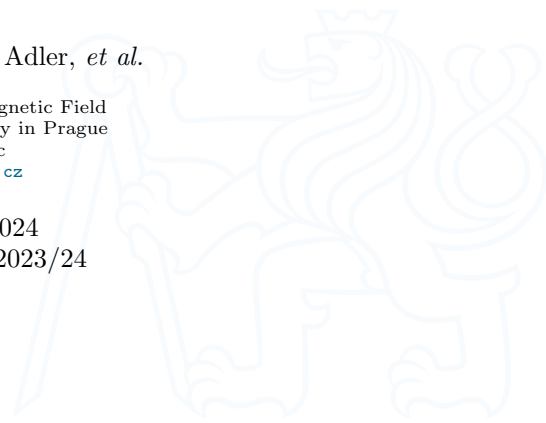 Adler, et al.
gnetic Field
y in Prague
c
cz
024
2023/24